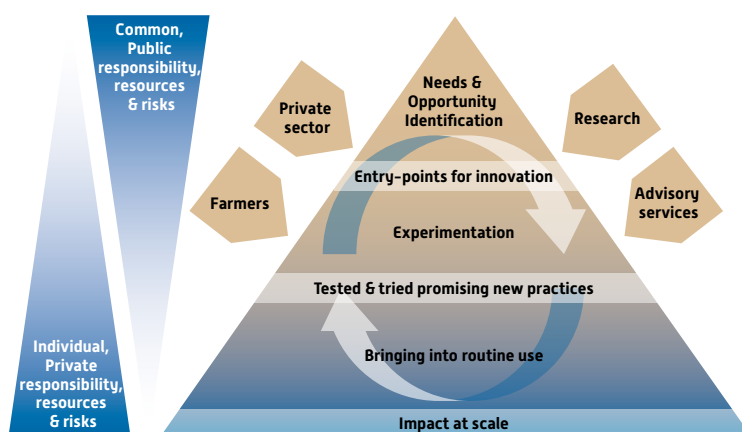 Common,
Public
responsibility,
resources
& risks
Individual,
Private
responsibility,
resources
& risks
Farmers
Private
sector
Needs &
Opportunity
Identification
Entry-points for innovation
Experimentation
Tested & tried promising new practices
Bringing into routine use
Impact at scale
Research
Advisory
services